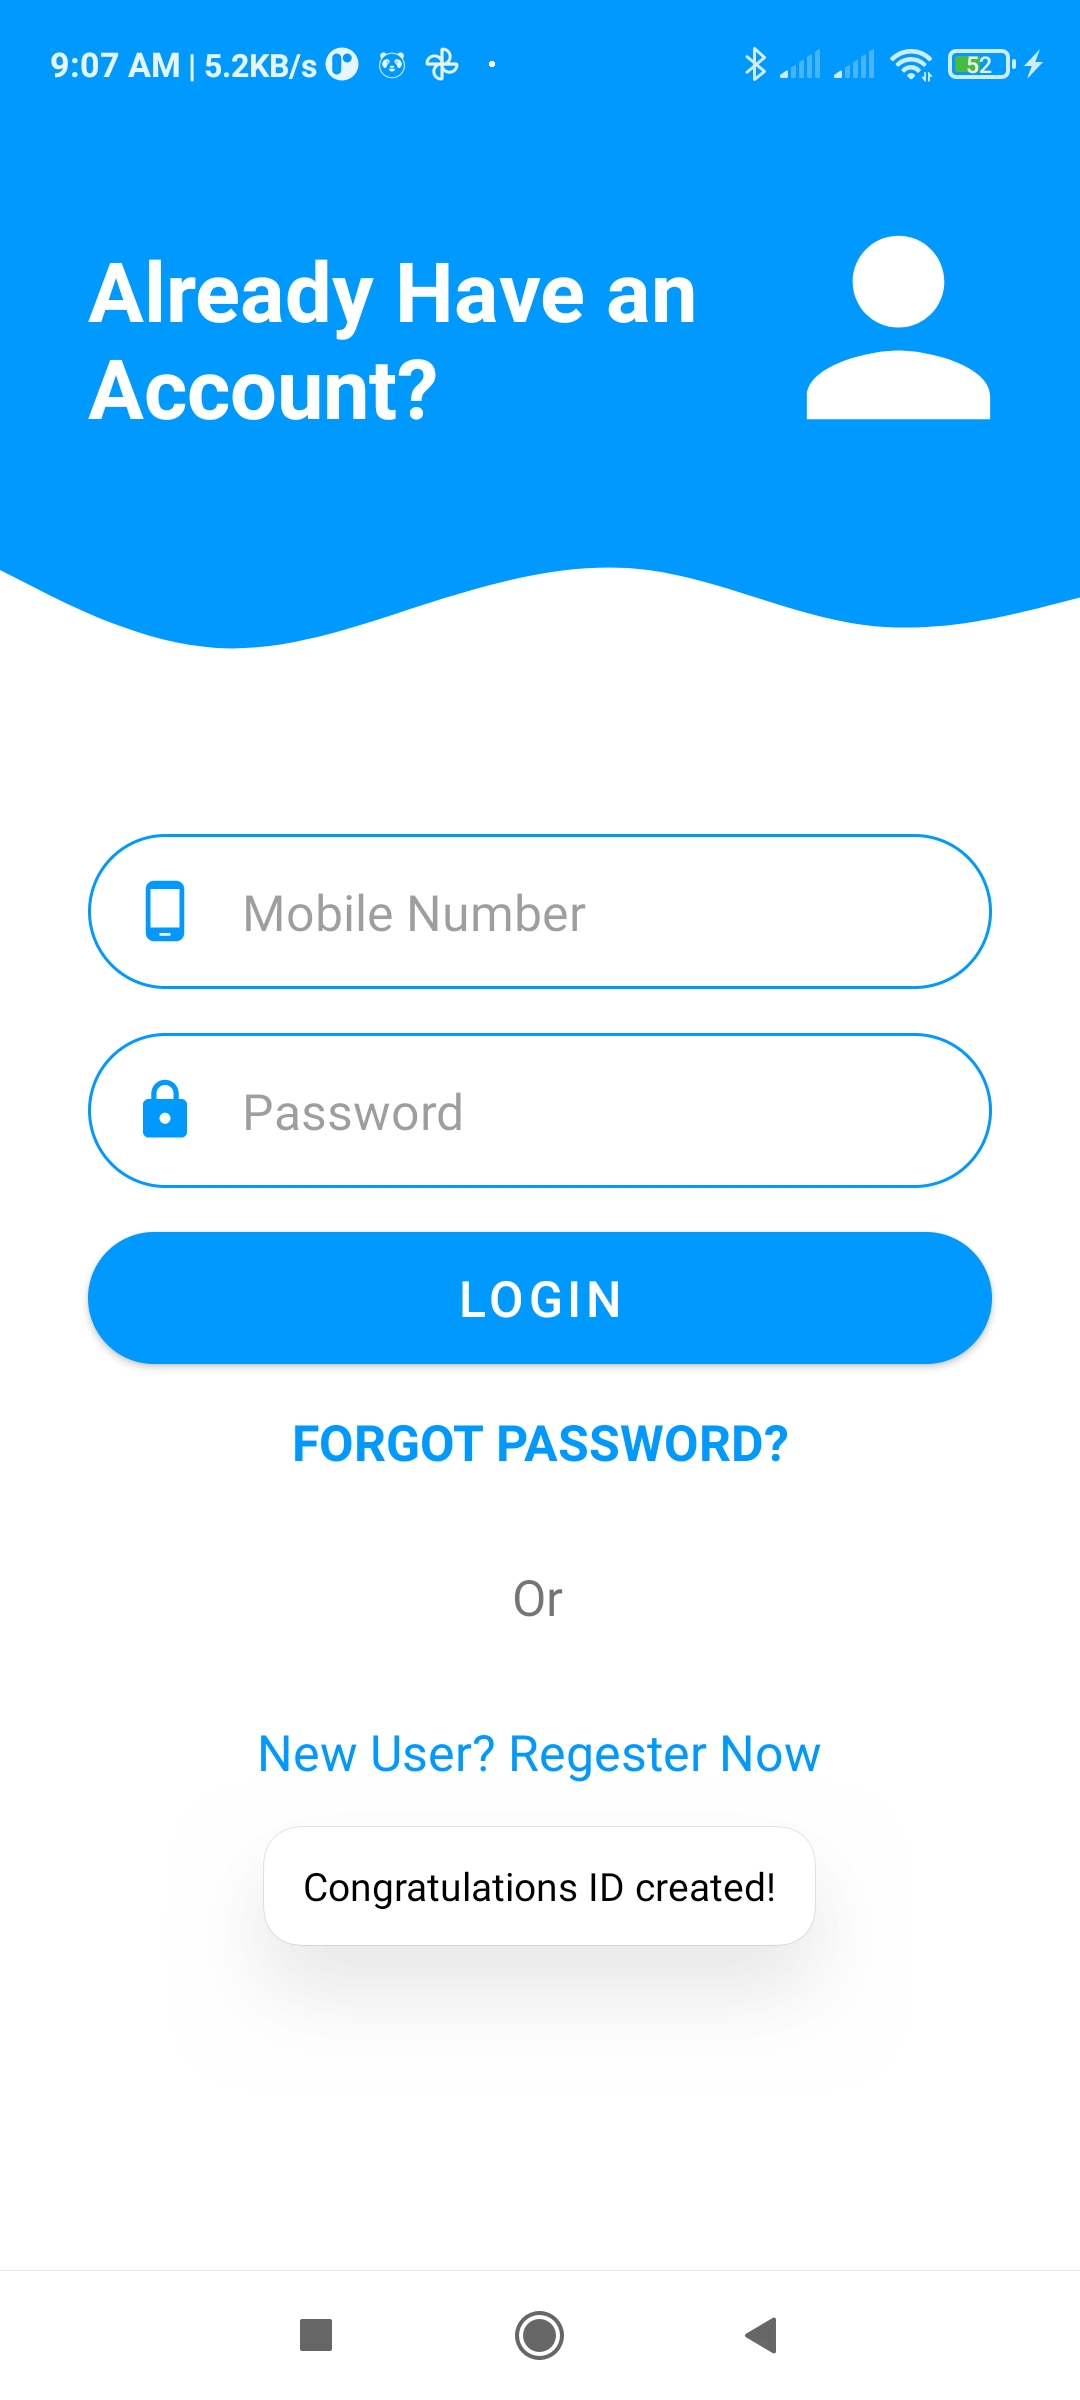 9:07 AM | 5.2KB/s
52
Already Have an
Account?
Mobile Number
Password
LOGIN
FORGOT PASSWORD?
Or
New User? Regester Now
Congratulations ID created!